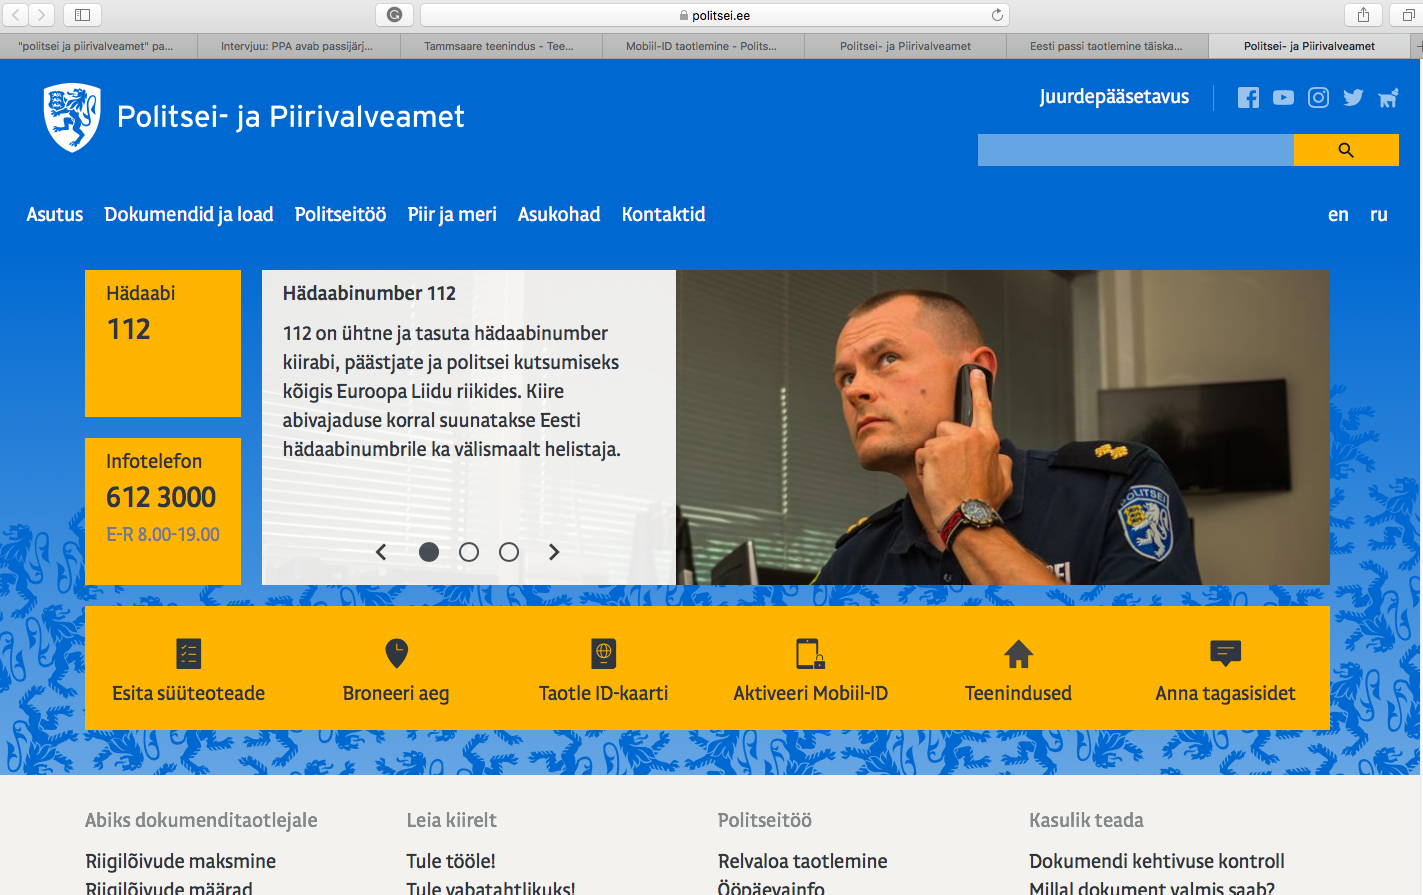 politsei.ee
"politsei ja piirivalveamet" pa...
Intervjuu: PPA avab passijärj...
Tammsaare teenindus - Tee...
Mobiil-ID taotlemine - Polits...
Politsei- ja Piirivalveamet
Eesti passi taotlemine täiska...
Politsei- ja Piirivalveamet
Politsei- ja Piirivalveamet
Juurdepääsetavus
Asutus
Dokumendid ja load
Politseitöö
Piir ja meri
Asukohad
Kontaktid
en
ru
Hädaabi
112
Infotelefon
612 3000
E-R 8.00-19.00
Hädaabinumber 112
112 on ühtne ja tasuta hädaabinumber
kiirabi, päästjate ja politsei kutsumiseks
kõigis Euroopa Liidu riikides. Kiire
abivajaduse korral suunatakse Eesti
hädaabinumbrile ka välismaalt helistaja.
POLITSEI
Esita süüteoteade
Broneeri aeg
Taotle ID-kaarti
Aktiveeri Mobiil-ID
Teenindused
Anna tagasisidet
Abiks dokumenditaotlejale
Riigilõivude maksmine
Riigilõivude määrad
Leia kiirelt
Tule tööle!
Tule vabatahtlikuks!
Politseitöö
Relvaloa taotlemine
Ööpäevainfo
Kasulik teada
Dokumendi kehtivuse kontroll
Millal dokument valmis saab?